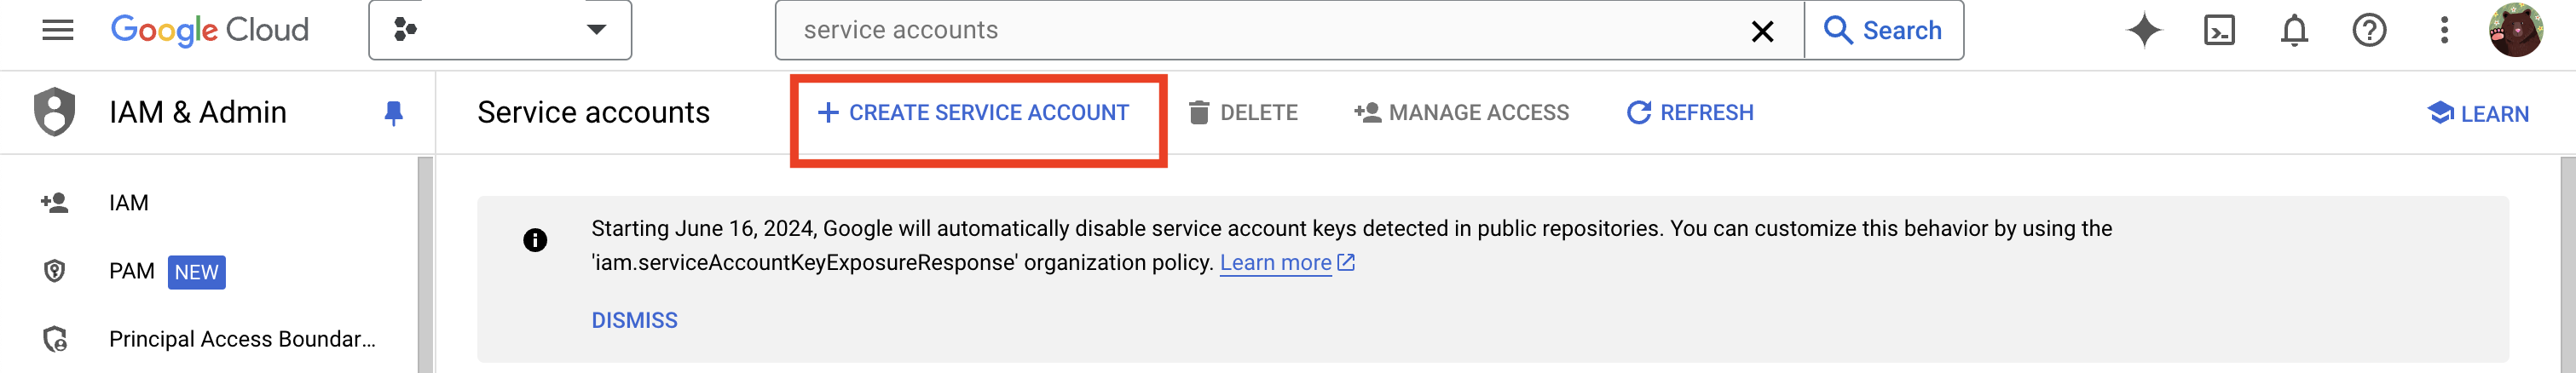 Google Cloud
service accounts
Search
IAM & Admin
Service accounts
CREATE SERVICE ACCOUNT
DELETE
MANAGE ACCESS
REFRESH
LEARN
IAM
PAM NEW
Principal Access Boundar...
Starting June 16, 2024, Google will automatically disable service account keys detected in public repositories. You can customize this behavior by using the
'iam.serviceAccountKeyExposureResponse' organization policy. Learn more
DISMISS